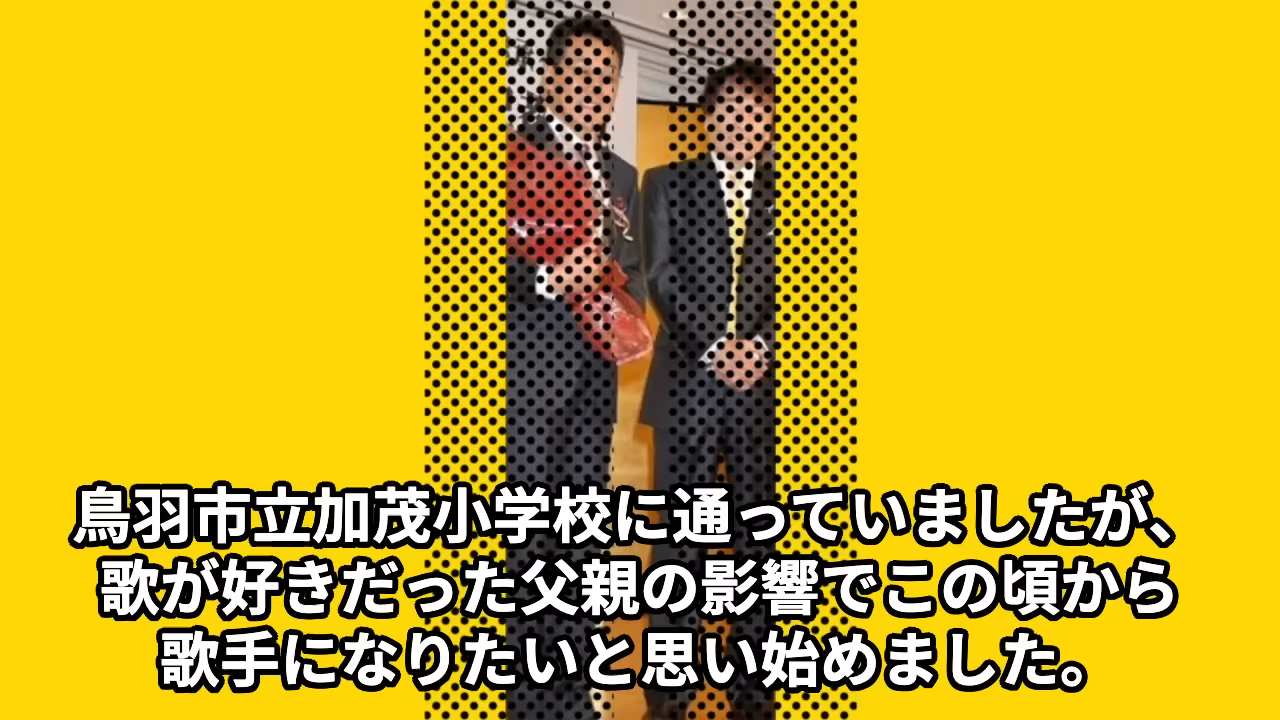 鳥羽市立加茂小学校に通っていましたが、
歌が好きだった父親の影響でこの頃から
歌手になりたいと思い始めました。